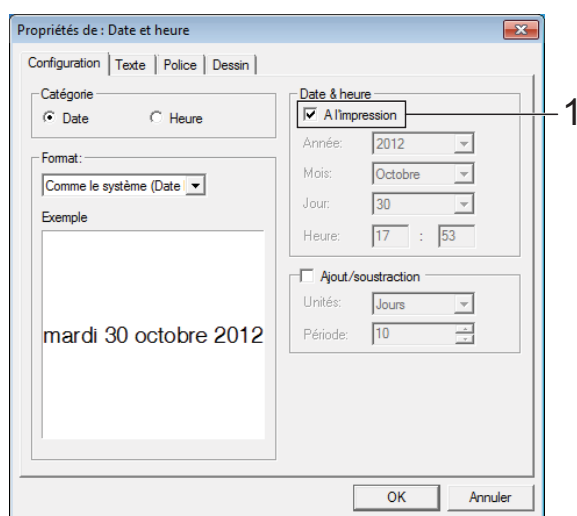 Propriétés de : Date et heure
Configuration Texte Police Dessin
Catégorie
Date Heure
Format:
Comme le système (Date
Exemple
mardi 30 octobre 2012
Date & heure
A l'impression
1
Année: 2012
Mois: Octobre
Jour: 30
Heure: 17 : 53
Ajout/soustraction
Unités: Jours
Période: 10
OK Annuler